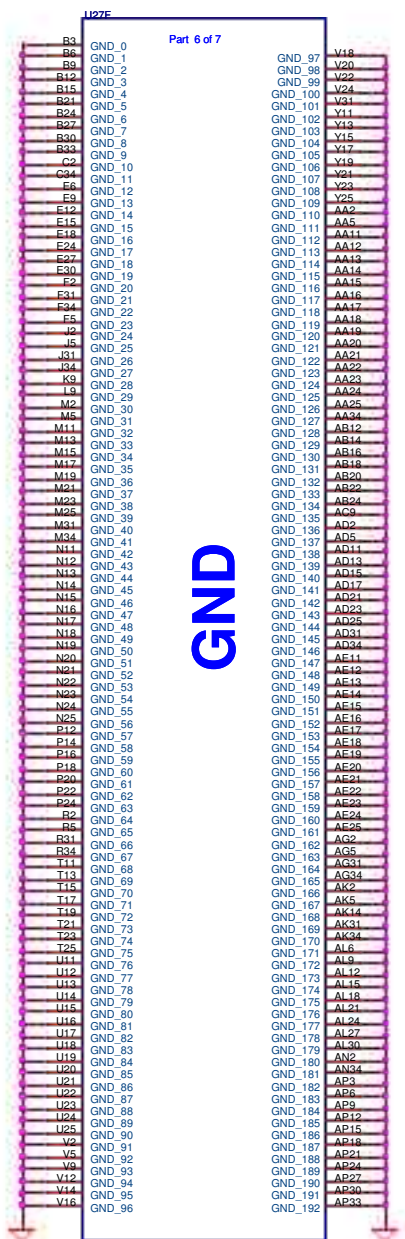 U27F
Part 6 of 7
B3 GND_0
B6 GND_1
B9 GND_2
B12 GND_3
B15 GND_4
B21 GND_5
B24 GND_6
B27 GND_7
B30 GND_8
B33 GND_9
C2 GND_10
C34 GND_11
E6 GND_12
E9 GND_13
E12 GND_14
E15 GND_15
E18 GND_16
E24 GND_17
E27 GND_18
E30 GND_19
F2 GND_20
F31 GND_21
F34 GND_22
F5 GND_23
J2 GND_24
J5 GND_25
J31 GND_26
J34 GND_27
K9 GND_28
L9 GND_29
M2 GND_30
M5 GND_31
M11 GND_32
M13 GND_33
M15 GND_34
M17 GND_35
M19 GND_36
M21 GND_37
M23 GND_38
M25 GND_39
M31 GND_40
M34 GND_41
N11 GND_42
N12 GND_43
N13 GND_44
N14 GND_45
N15 GND_46
N16 GND_47
N17 GND_48
N18 GND_49
N19 GND_50
N20 GND_51
N21 GND_52
N22 GND_53
N23 GND_54
N24 GND_55
N25 GND_56
P12 GND_57
P14 GND_58
P16 GND_59
P18 GND_60
P20 GND_61
P22 GND_62
P24 GND_63
R2 GND_64
R5 GND_65
R31 GND_66
R34 GND_67
T11 GND_68
T13 GND_69
T15 GND_70
T17 GND_71
T19 GND_72
T21 GND_73
T23 GND_74
T25 GND_75
U11 GND_76
U12 GND_77
U13 GND_78
U14 GND_79
U15 GND_80
U16 GND_81
U17 GND_82
U18 GND_83
U19 GND_84
U20 GND_85
U21 GND_86
U22 GND_87
U23 GND_88
U24 GND_89
U25 GND_90
V2 GND_91
V5 GND_92
V9 GND_93
V12 GND_94
V14 GND_95
V16 GND_96
GND
GND_97 V18
GND_98 V20
GND_99 V22
GND_100 V24
GND_101 V31
GND_102 Y11
GND_103 Y13
GND_104 Y15
GND_105 Y17
GND_106 Y19
GND_107 Y21
GND_108 Y23
GND_109 Y25
GND_110 AA2
GND_111 AA5
GND_112 AA11
GND_113 AA12
GND_114 AA13
GND_115 AA14
GND_116 AA15
GND_117 AA16
GND_118 AA17
GND_119 AA18
GND_120 AA19
GND_121 AA20
GND_122 AA21
GND_123 AA22
GND_124 AA23
GND_125 AA24
GND_126 AA25
GND_127 AA34
GND_128 AB12
GND_129 AB14
GND_130 AB16
GND_131 AB18
GND_132 AB20
GND_133 AB22
GND_134 AB24
GND_135 AC9
GND_136 AD2
GND_137 AD5
GND_138 AD11
GND_139 AD13
GND_140 AD15
GND_141 AD17
GND_142 AD21
GND_143 AD23
GND_144 AD25
GND_145 AD31
GND_146 AD34
GND_147 AE11
GND_148 AE12
GND_149 AE13
GND_150 AE14
GND_151 AE15
GND_152 AE16
GND_153 AE17
GND_154 AE18
GND_155 AE19
GND_156 AE20
GND_157 AE21
GND_158 AE22
GND_159 AE23
GND_160 AE24
GND_161 AE25
GND_162 AG2
GND_163 AG5
GND_164 AG31
GND_165 AG34
GND_166 AK2
GND_167 AK5
GND_168 AK14
GND_169 AK31
GND_170 AK34
GND_171 AL6
GND_172 AL9
GND_173 AL12
GND_174 AL15
GND_175 AL18
GND_176 AL21
GND_177 AL24
GND_178 AL27
GND_179 AL30
GND_180 AN2
GND_181 AN34
GND_182 AP3
GND_183 AP6
GND_184 AP9
GND_185 AP12
GND_186 AP15
GND_187 AP18
GND_188 AP21
GND_189 AP24
GND_190 AP27
GND_191 AP30
GND_192 AP33